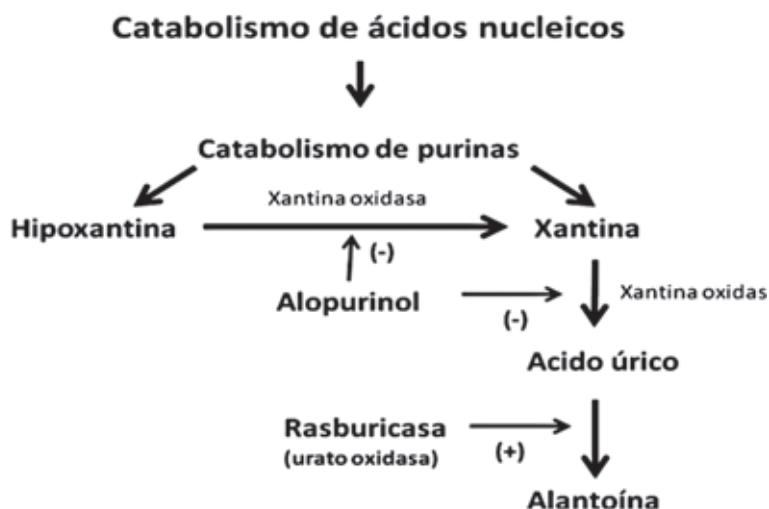 Catabolismo de ácidos nucleicos
Catabolismo de purinas
Xantina oxidasa
Hipoxantina
Xantina
(-)
Alopurinol
(-)
Xantina oxidas
Acido úrico
Rasburicasa
(urato oxidasa)
(+)
Alantoína